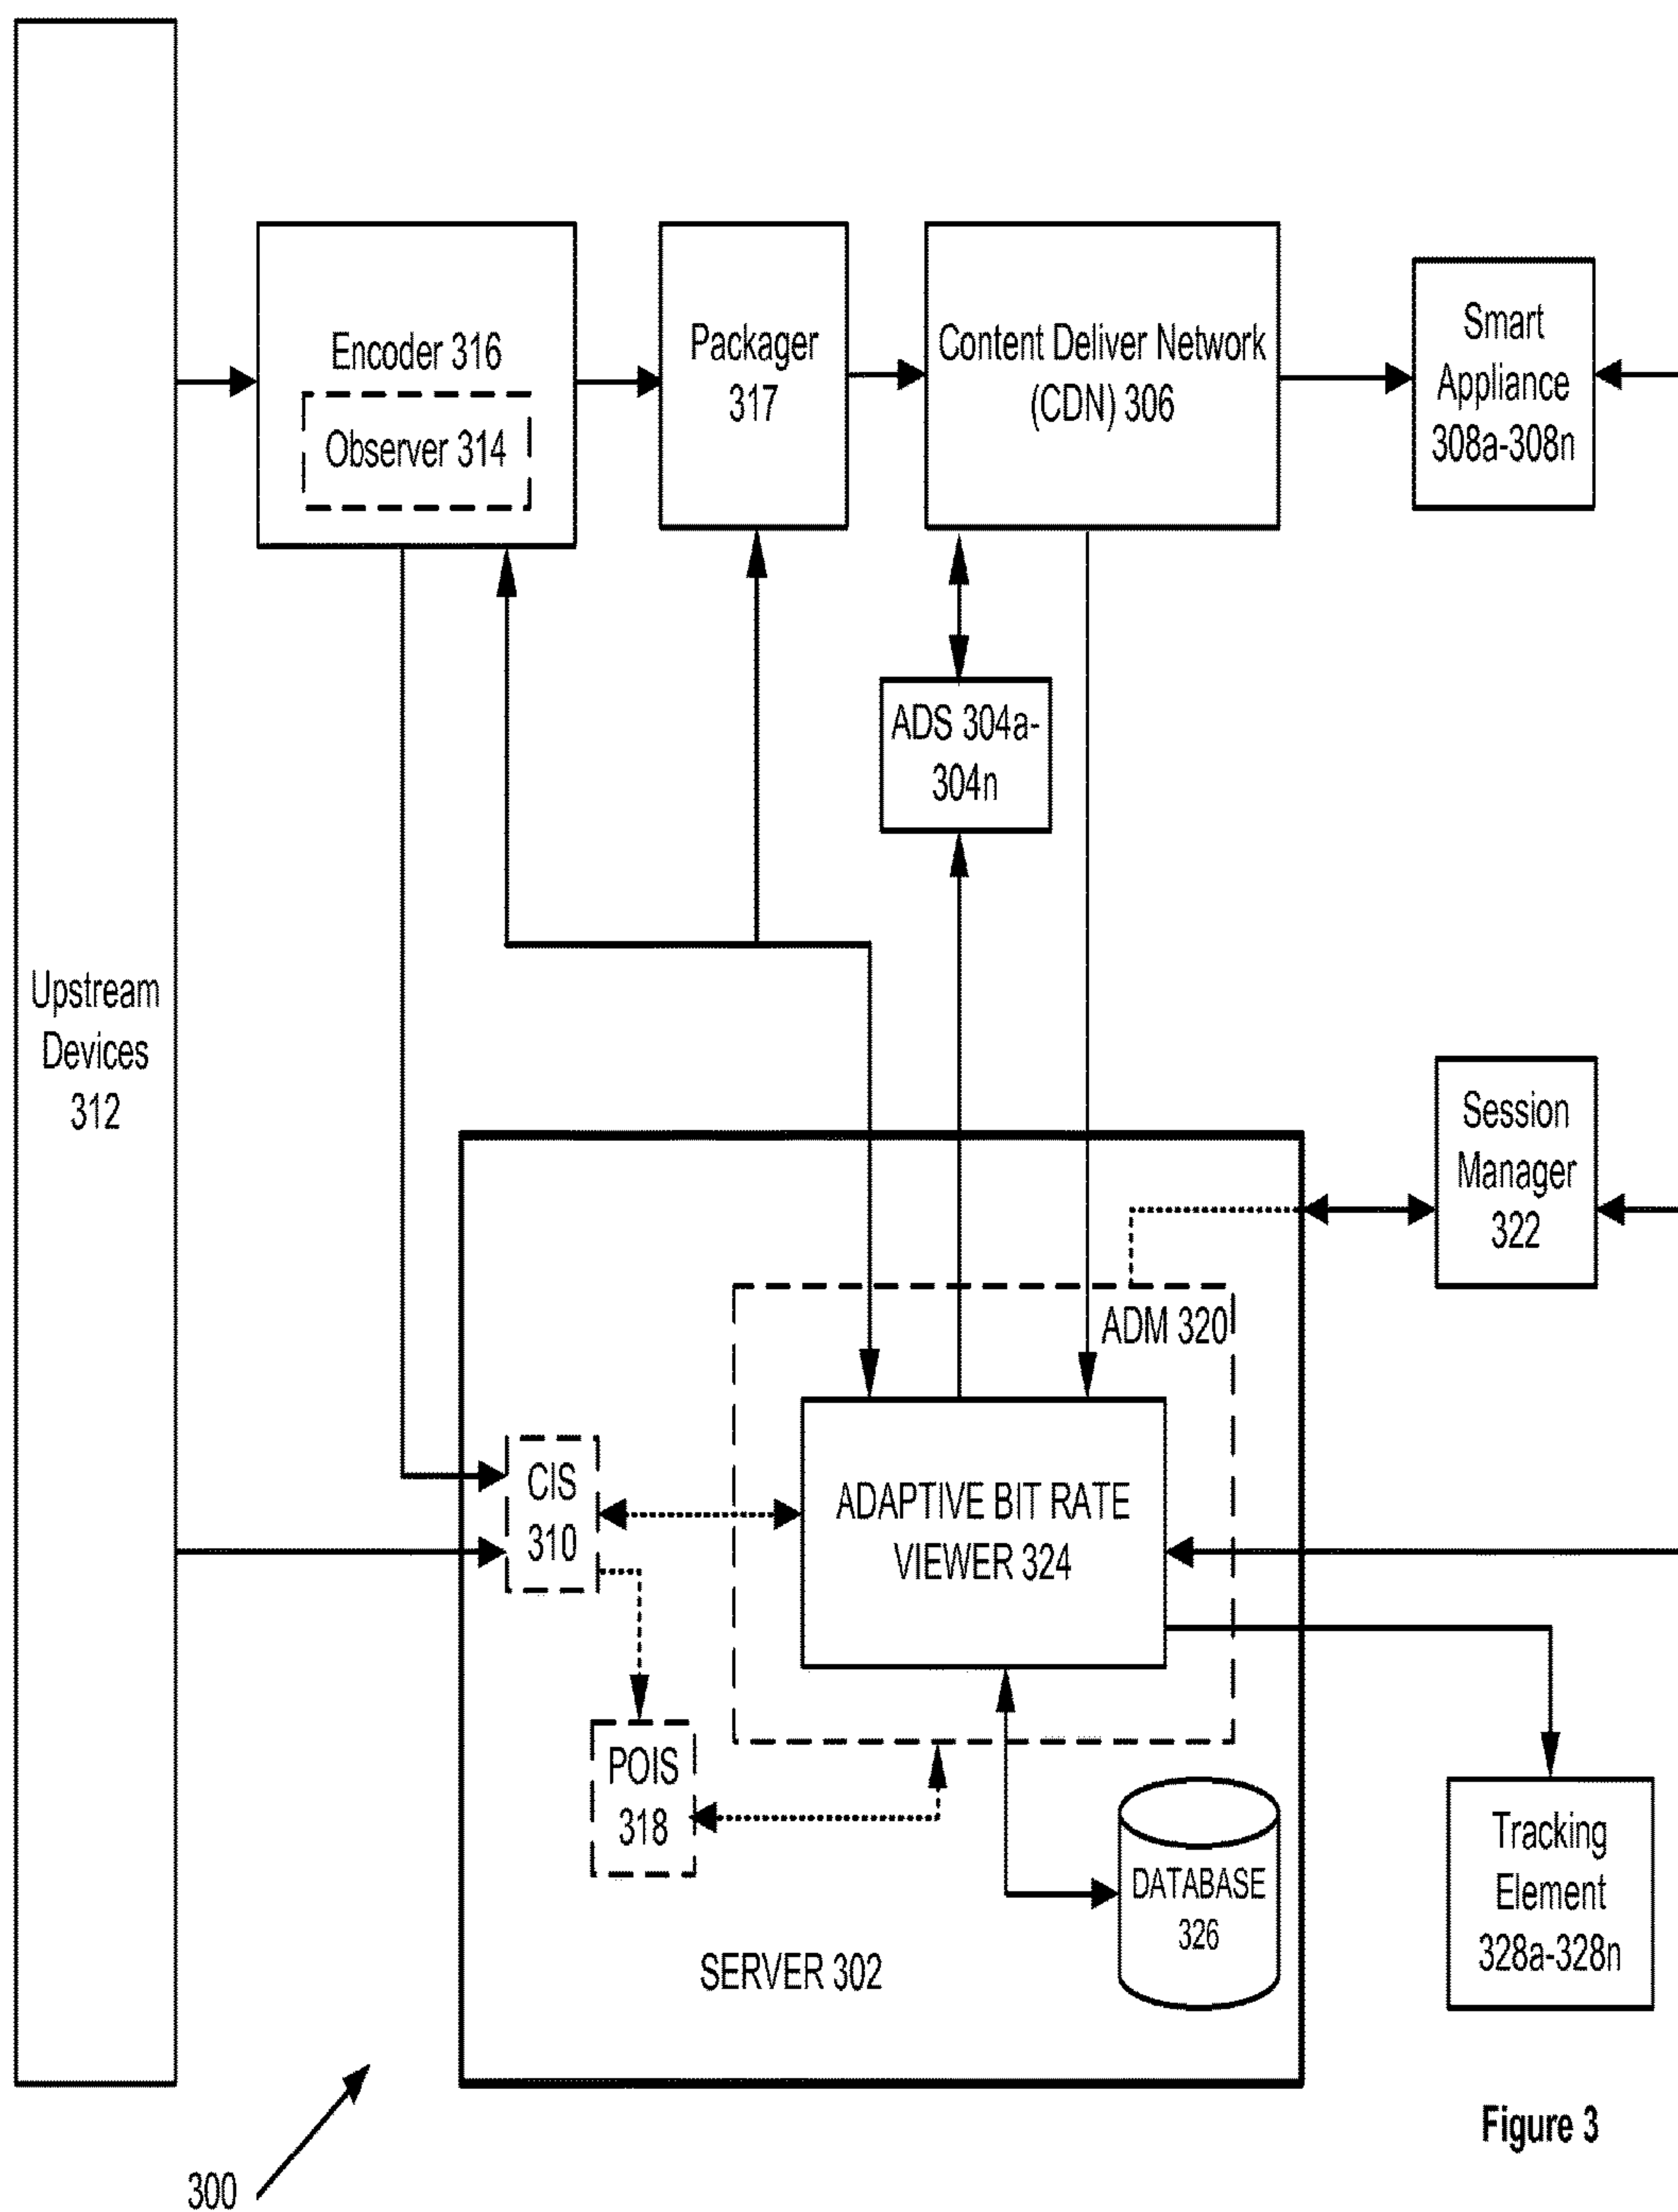 Encoder 316
Observer 314
Packager
317
Content Deliver Network
(CDN) 306
Smart
Appliance
308a-308n
ADS 304a-
304n
Upstream
Devices
312
Session
Manager
322
ADM 320
CIS
310
ADAPTIVE BIT RATE
VIEWER 324
POIS
318
DATABASE
326
SERVER 302
Tracking
Element
328a-328n
Figure 3
300